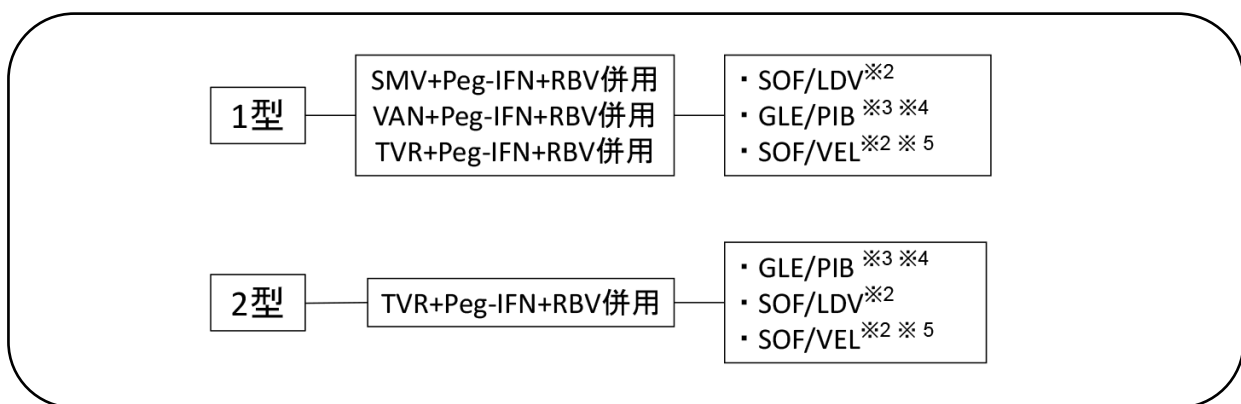 1型
SMV+Peg-IFN+RBV併用
VAN+Peg-IFN+RBV併用
TVR+Peg-IFN+RBV併用
・SOF/LDV※2
・GLE/PIB ※3 ※4
・SOF/VEL※2 ※ 5
2型
TVR+Peg-IFN+RBV併用
・GLE/PIB ※3 ※4
・SOF/LDV※2
・SOF/VEL※2 ※ 5